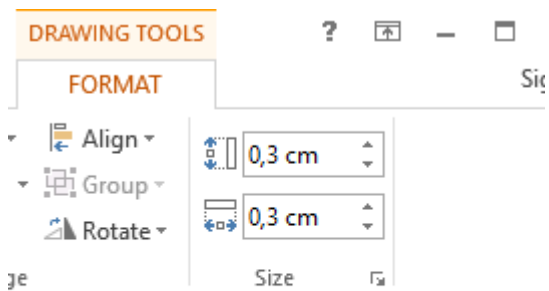 DRAWING TOOLS ?
FORMAT
Align
0,3 cm
Group
Rotate
0,3 cm
Size